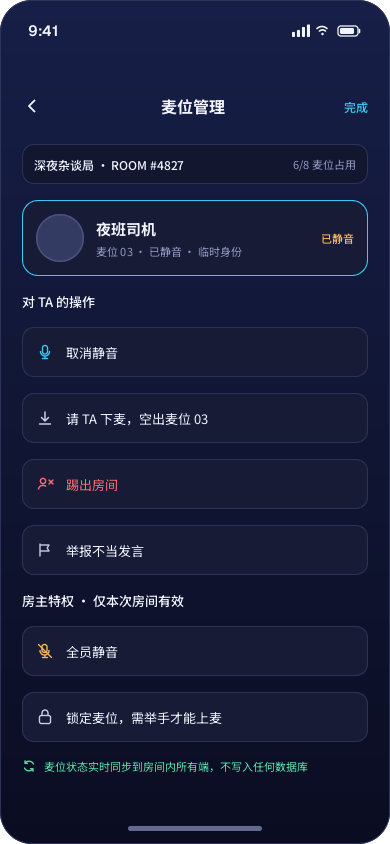 9:41
麦位管理
完成
深夜杂谈局 · ROOM #4827
6/8 麦位占用
夜班司机
麦位 03 · 已静音 · 临时身份
已静音
对 TA 的操作
取消静音
请 TA 下麦，空出麦位 03
踢出房间
举报不当发言
房主特权 · 仅本次房间有效
全员静音
锁定麦位，需举手才能上麦
麦位状态实时同步到房间内所有端，不写入任何数据库